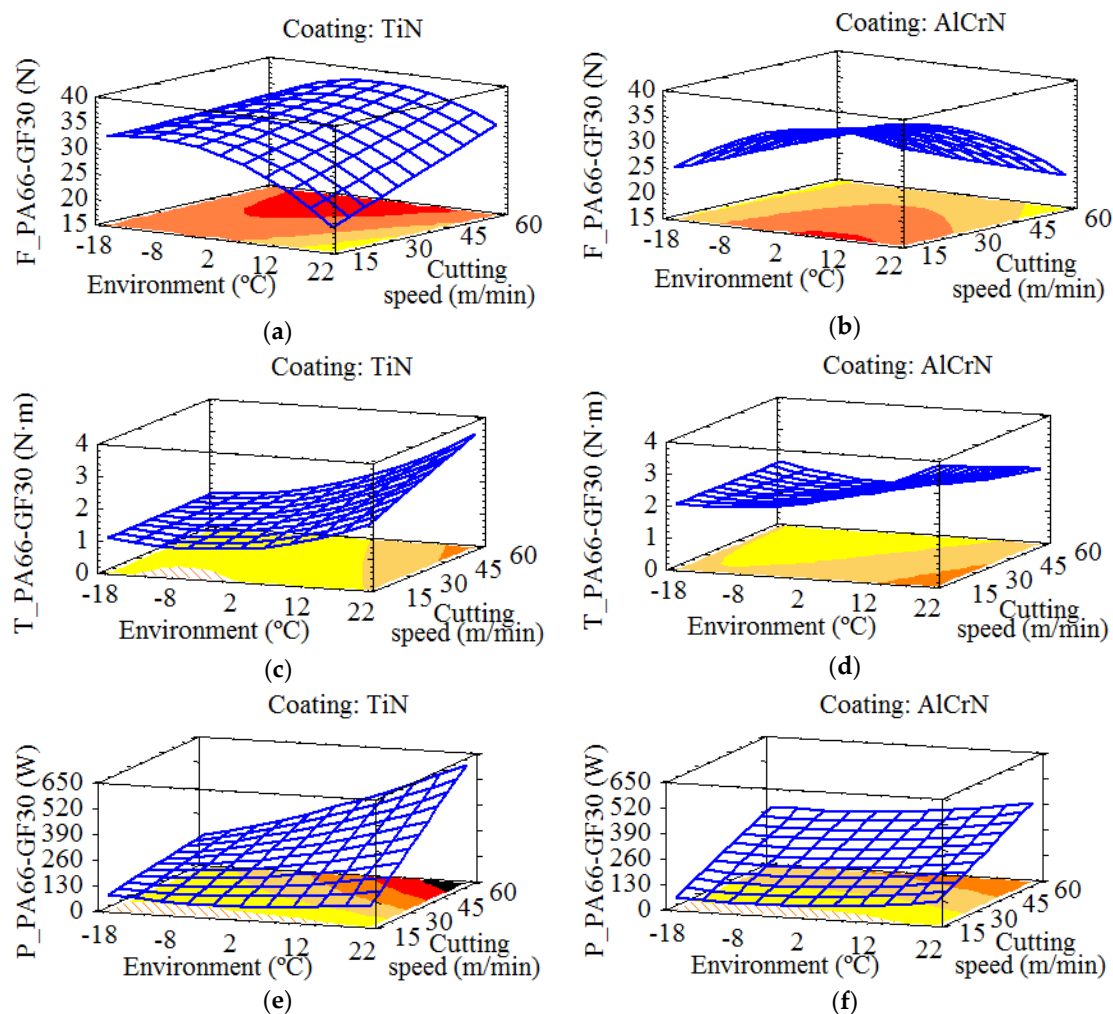 Coating: TiN
F_PA66-GF30 (N)
40
35
30
25
20
15
-18
-8
2
12
22
Environment (ºC)
15
30
45
60
Cutting
speed (m/min)
(a)
Coating: AlCrN
F_PA66-GF30 (N)
40
35
30
25
20
15
-18
-8
2
12
22
Environment (ºC)
15
30
45
60
Cutting
speed (m/min)
(b)
Coating: TiN
T_PA66-GF30 (N·m)
4
3
2
1
0
-18
-8
2
12
22
Environment (ºC)
15
30
45
60
Cutting
speed (m/min)
(c)
Coating: AlCrN
T_PA66-GF30 (N·m)
4
3
2
1
0
-18
-8
2
12
22
Environment (ºC)
15
30
45
60
Cutting
speed (m/min)
(d)
Coating: TiN
P_PA66-GF30 (W)
650
520
390
260
130
0
-18
-8
2
12
22
Environment (ºC)
15
30
45
60
Cutting
speed (m/min)
(e)
Coating: AlCrN
P_PA66-GF30 (W)
650
520
390
260
130
0
-18
-8
2
12
22
Environment (ºC)
15
30
45
60
Cutting
speed (m/min)
(f)